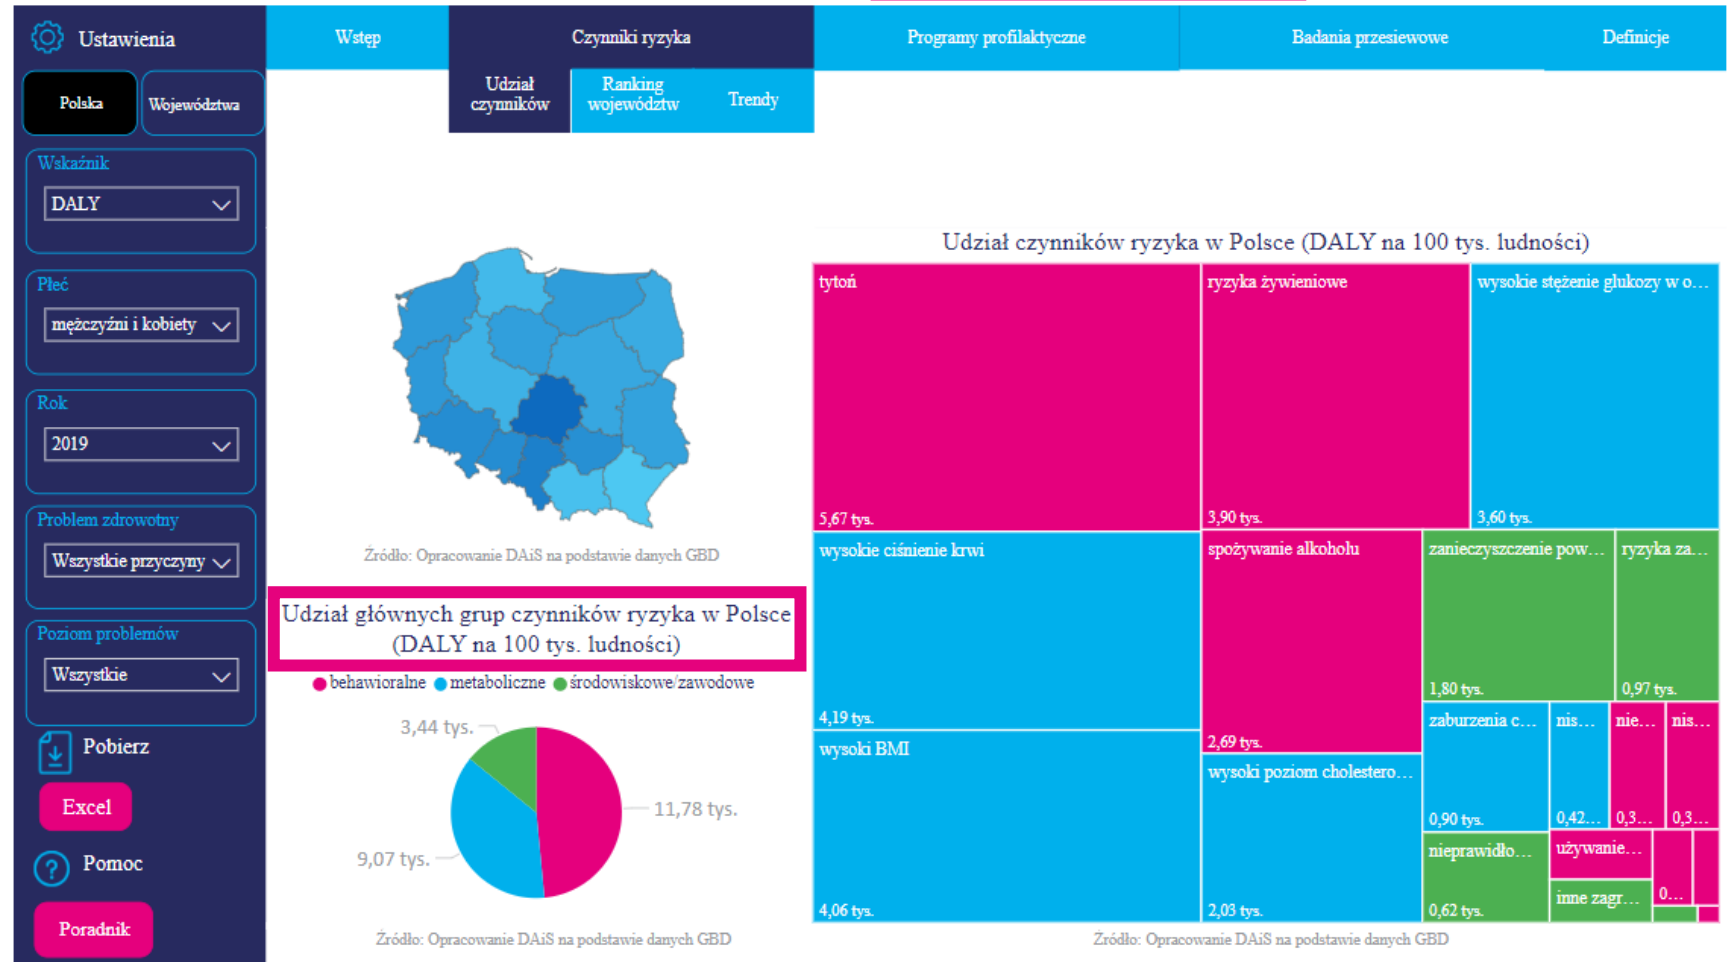 Ustawienia
Wstęp
Czynniki ryzyka
Programy profilaktyczne
Badania przesiewowe
Definicje
Polska
Województwa
Udział
czynników
Ranking
województw
Trendy
Wskaźnik
DALY
Płeć
mężczyźni i kobiety
Rok
2019
Problem zdrowotny
Wszystkie przyczyny
Poziom problemów
Wszystkie
Pobierz
Excel
Pomoc
Poradnik
Źródło: Opracowanie DAiS na podstawie danych GBD
Udział głównych grup czynników ryzyka w Polsce
(DALY na 100 tys. ludności)
behawioralne metaboliczne środowiskowe/zawodowe
3,44 tys.
11,78 tys.
9,07 tys.
Źródło: Opracowanie DAiS na podstawie danych GBD
Udział czynników ryzyka w Polsce (DALY na 100 tys. ludności)
tytoń
5,67 tys.
ryzyka żywieniowe
3,90 tys.
wysokie stężenie glukozy w o...
3,60 tys.
wysokie ciśnienie krwi
4,19 tys.
spożywanie alkoholu
2,69 tys.
zanieczyszczenie pow...
1,80 tys.
ryzyka za...
0,97 tys.
wysoki BMI
4,06 tys.
wysoki poziom cholestero...
2,03 tys.
zaburzenia c...
0,90 tys.
nis...
0,42...
nie...
0,3...
nis...
0,3...
nieprawidło...
0,62 tys.
używanie...
inne zagr...
0...
Źródło: Opracowanie DAiS na podstawie danych GBD